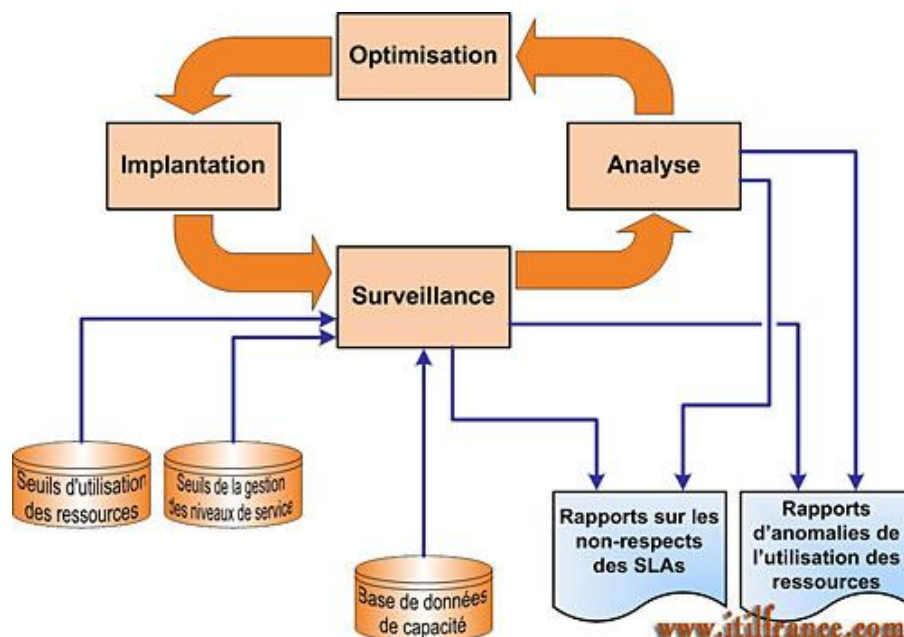 Optimisation
Implantation
Analyse
Surveillance
Seuils d'utilisation
des ressources
Seuils de la gestion
des niveaux de service
Base de données
de capacité
Rapports sur les
non-respects
des SLAs
Rapports
d'anomalies de
l'utilisation des
ressources
www.itilfrance.com